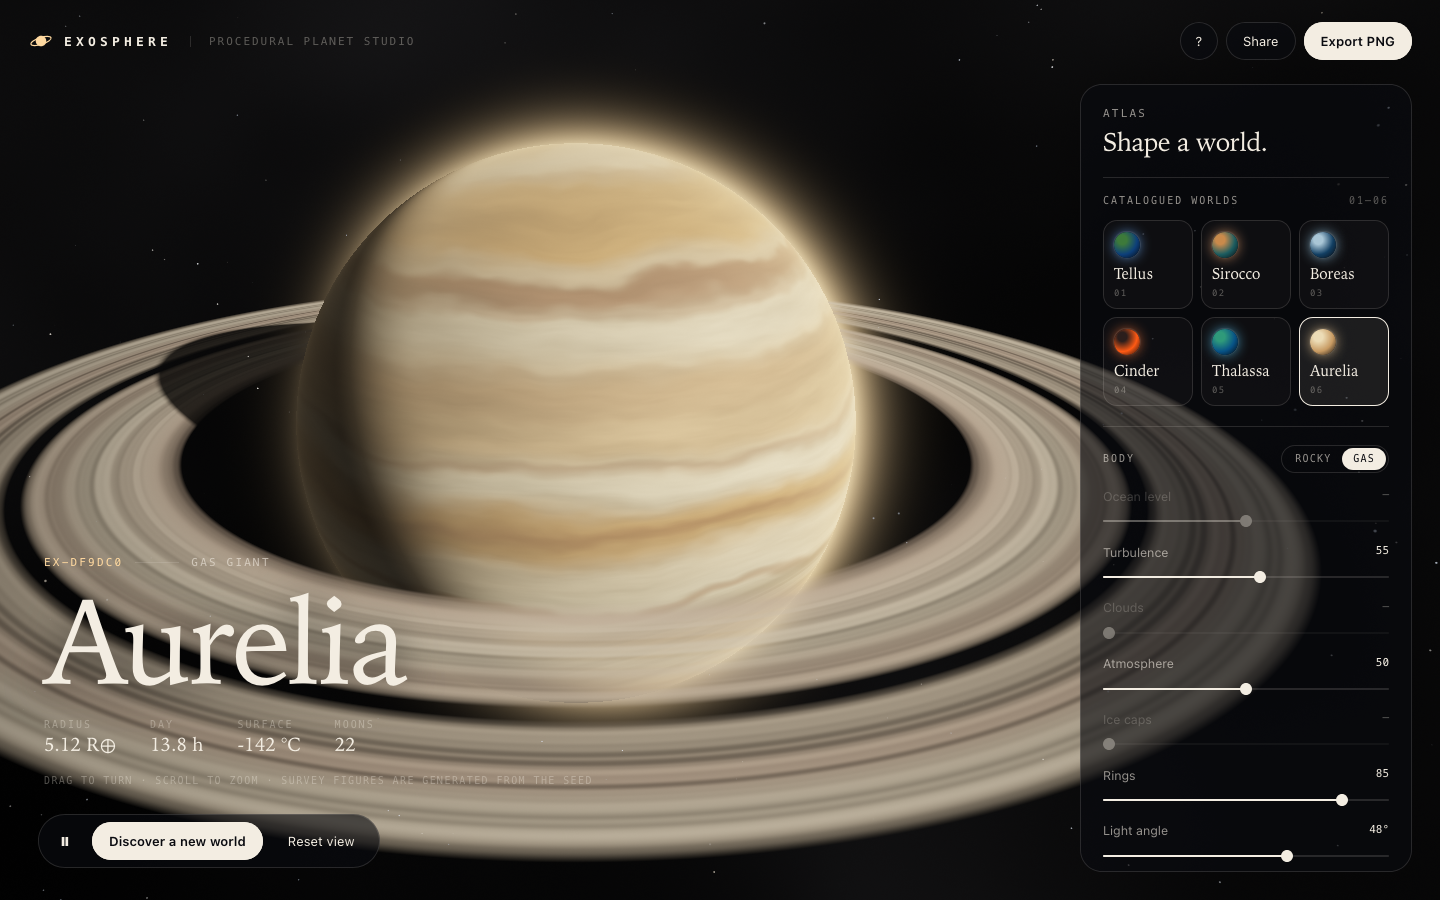 EXOSPHERE | PROCEDURAL PLANET STUDIO
? Share Export PNG
ATLAS
Shape a world.
CATALOGUED WORLDS 01—06
Tellus Sirocco Boreas
01 02 03
Cinder Thalassa Aurelia
04 05 06
BODY ROCKY GAS
Ocean level —
Turbulence 55
Clouds —
Atmosphere 50
Ice caps —
Rings 85
Light angle 48°
EX-DF9DC0 GAS GIANT
Aurelia
RADIUS DAY SURFACE MOONS
5.12 R⊕ 13.8 h -142 °C 22
DRAG TO TURN · SCROLL TO ZOOM · SURVEY FIGURES ARE GENERATED FROM THE SEED
Discover a new world Reset view